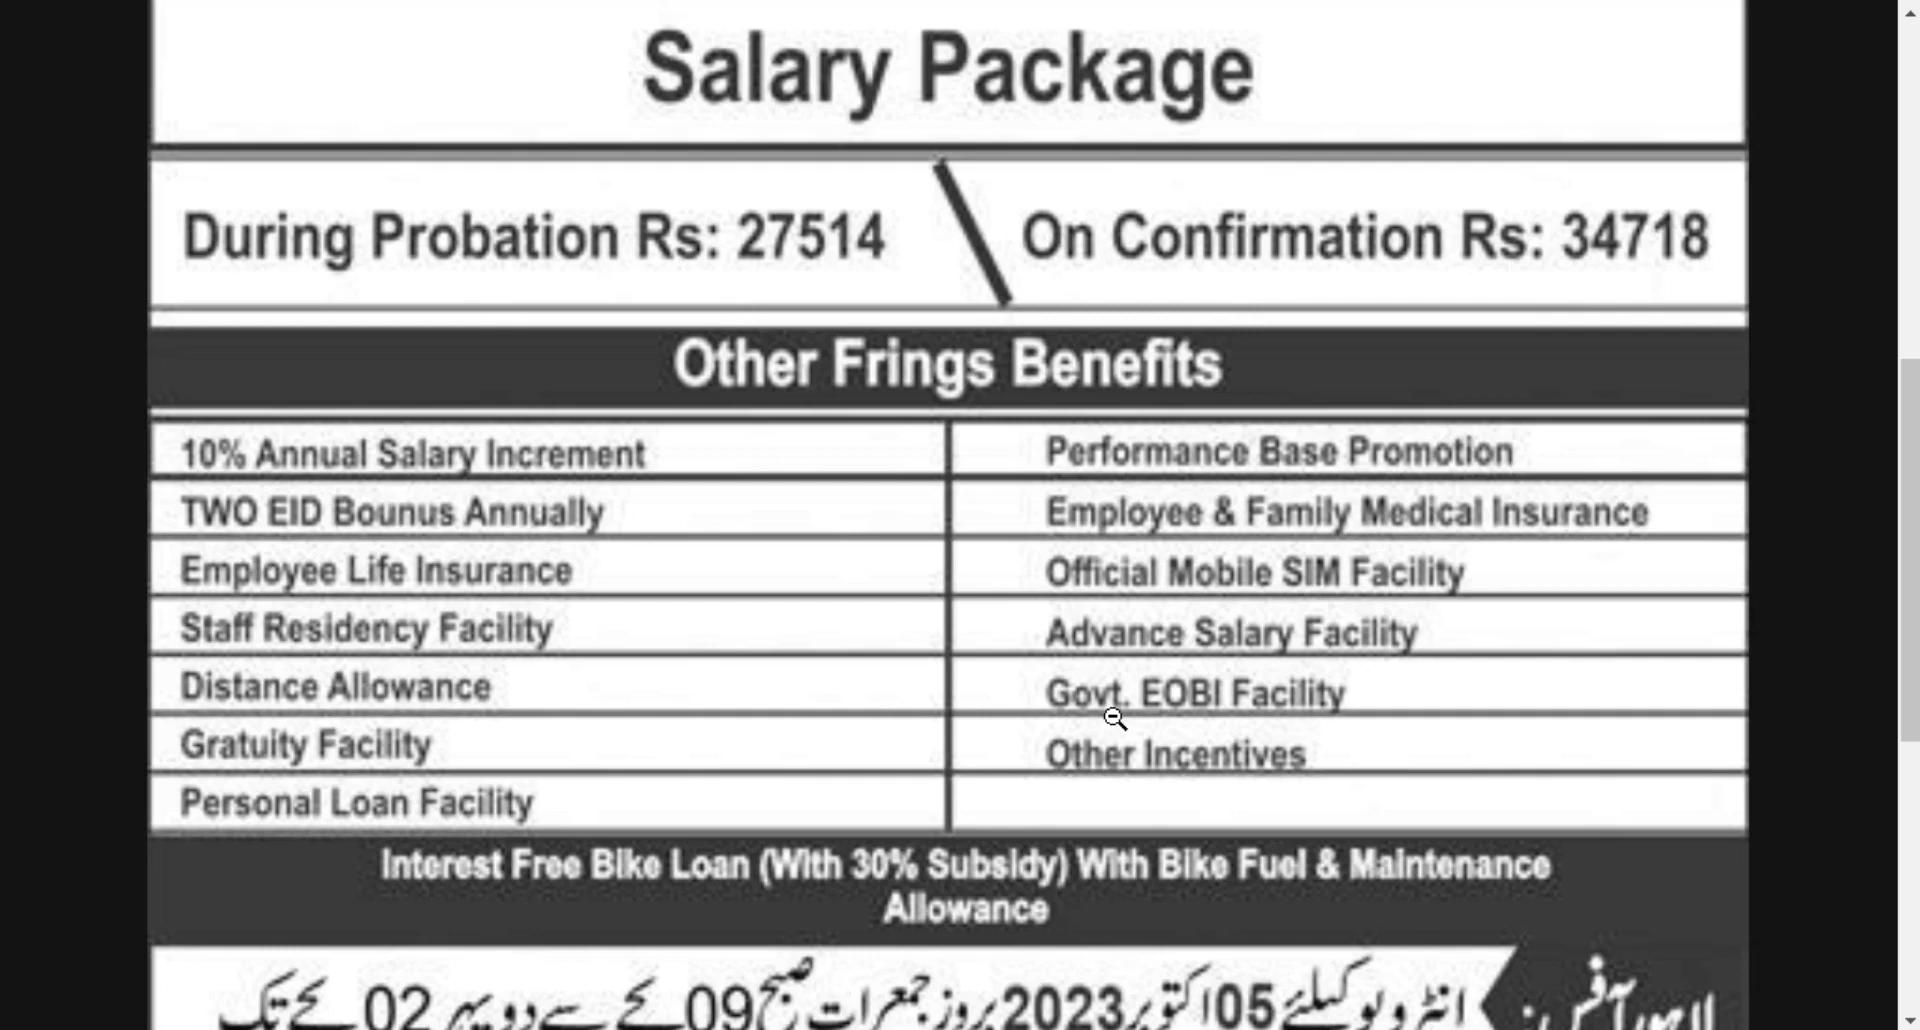 Salary Package
During Probation Rs: 27514 \ On Confirmation Rs: 34718
Other Frings Benefits
10% Annual Salary Increment
Performance Base Promotion
TWO EID Bounus Annually
Employee & Family Medical Insurance
Employee Life Insurance
Official Mobile SIM Facility
Staff Residency Facility
Advance Salary Facility
Distance Allowance
Govt. EOBI Facility
Gratuity Facility
Other Incentives
Personal Loan Facility
Interest Free Bike Loan (With 30% Subsidy) With Bike Fuel & Maintenance
Allowance
لاہور آفس:
انٹرویو کیلئے 05 اکتوبر 2023 بروز جمعرات صبح 09 بجے سے دوپہر 02 بجے تک